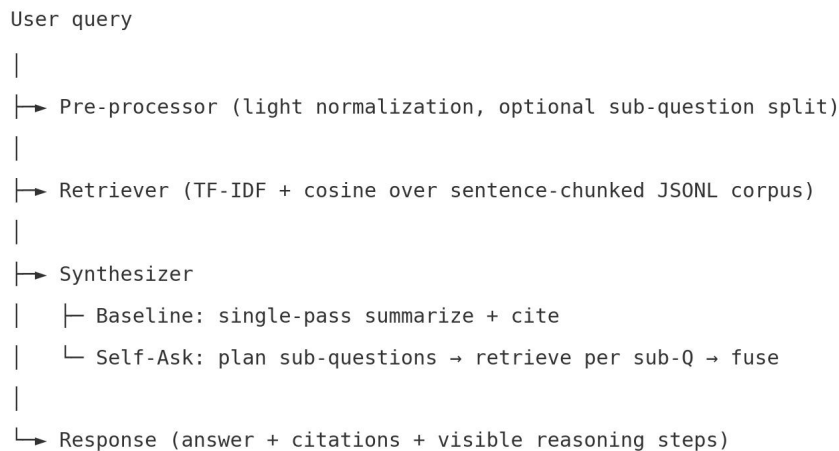 User query
│
├─► Pre-processor (light normalization, optional sub-question split)
│
├─► Retriever (TF-IDF + cosine over sentence-chunked JSONL corpus)
│
├─► Synthesizer
│   ├─ Baseline: single-pass summarize + cite
│   └─ Self-Ask: plan sub-questions → retrieve per sub-Q → fuse
│
└─► Response (answer + citations + visible reasoning steps)